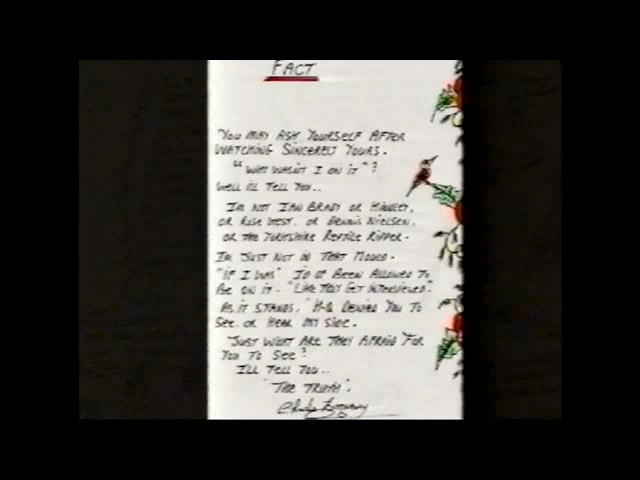 FACT
YOU MAY ASK YOURSELF AFTER
WATCHING SINCERELY YOURS.
"WHY WASN'T I ON IT"?
WELL I'LL TELL YOU..
I'M NOT IAN BRADY OR HINDLEY,
OR ROSE WEST, OR DENNIS NIELSEN,
OR THE YORKSHIRE REPTILE RIPPER.
I'M JUST NOT IN THAT MOULD.
"IF I WAS" I'D OF BEEN ALLOWED TO
BE ON IT. "LIKE THEY GET INTERVIEWED".
AS IT STANDS, H-Q DENIED YOU TO
SEE OR HEAR MY SIDE.
JUST WHAT ARE THEY AFRAID FOR
YOU TO SEE?
I'LL TELL YOU..
"THE TRUTH".